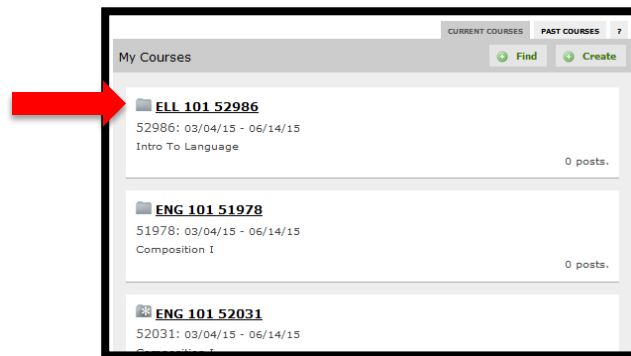 CURRENT COURSES PAST COURSES ?
My Courses Find Create
ELL 101 52986
52986: 03/04/15 - 06/14/15
Intro To Language
0 posts.
ENG 101 51978
51978: 03/04/15 - 06/14/15
Composition I
0 posts.
ENG 101 52031
52031: 03/04/15 - 06/14/15
Composition I